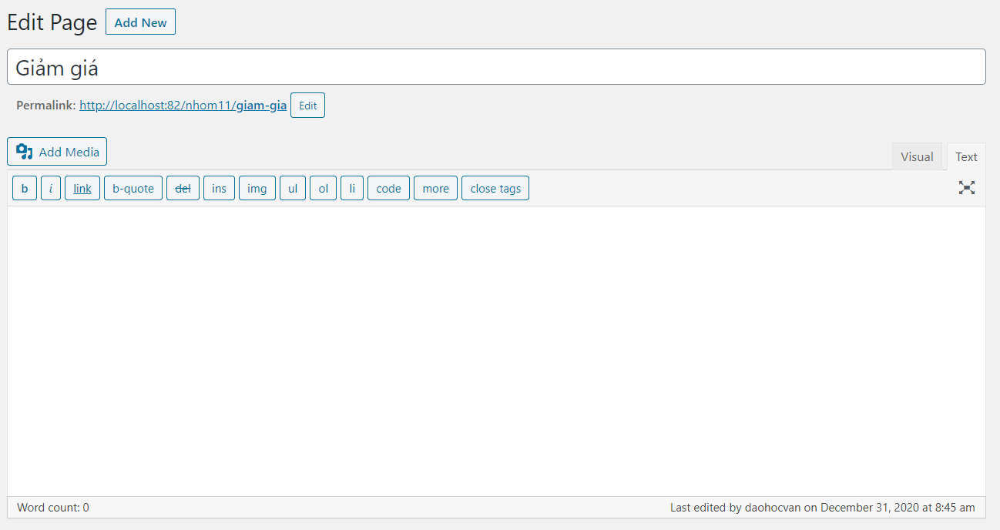 Edit Page Add New
Giảm giá
Permalink: http://localhost:82/nhom11/giam-gia Edit
Add Media Visual Text
b i link b-quote del ins img ul ol li code more close tags
Word count: 0 Last edited by daohocvan on December 31, 2020 at 8:45 am